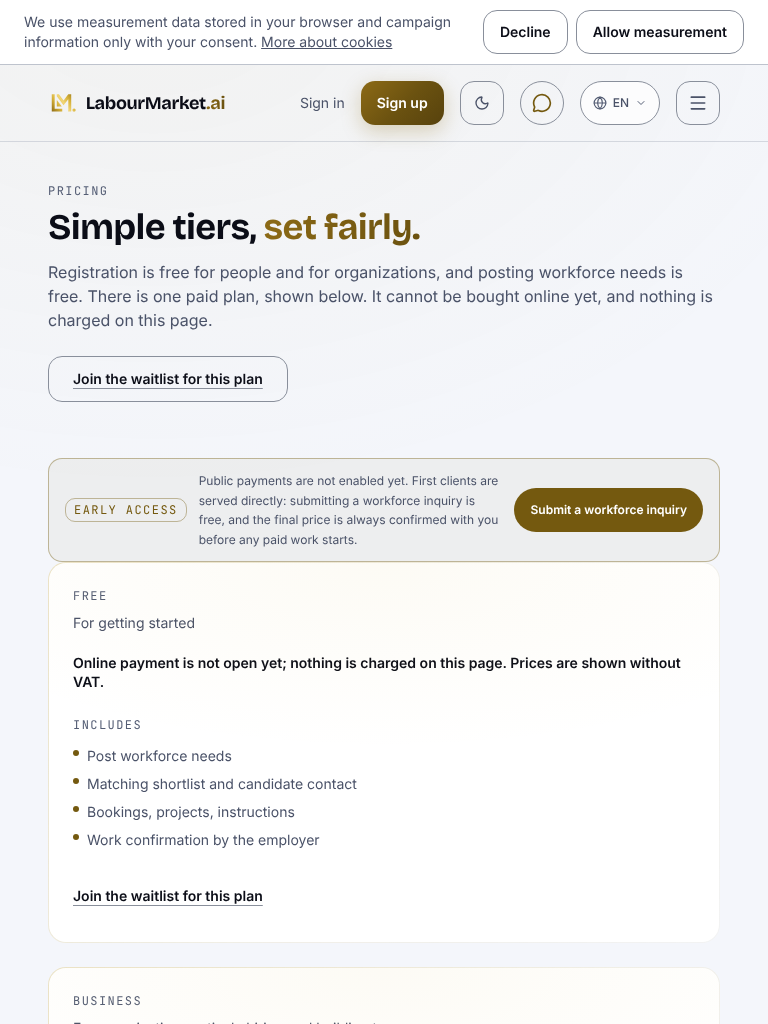 We use measurement data stored in your browser and campaign
information only with your consent. More about cookies
Decline
Allow measurement
LM.
LabourMarket.ai
Sign in
Sign up
EN
PRICING
Simple tiers, set fairly.
Registration is free for people and for organizations, and posting workforce needs is
free. There is one paid plan, shown below. It cannot be bought online yet, and nothing is
charged on this page.
Join the waitlist for this plan
EARLY ACCESS
Public payments are not enabled yet. First clients are
served directly: submitting a workforce inquiry is
free, and the final price is always confirmed with you
before any paid work starts.
Submit a workforce inquiry
FREE
For getting started
Online payment is not open yet; nothing is charged on this page. Prices are shown without
VAT.
INCLUDES
Post workforce needs
Matching shortlist and candidate contact
Bookings, projects, instructions
Work confirmation by the employer
Join the waitlist for this plan
BUSINESS